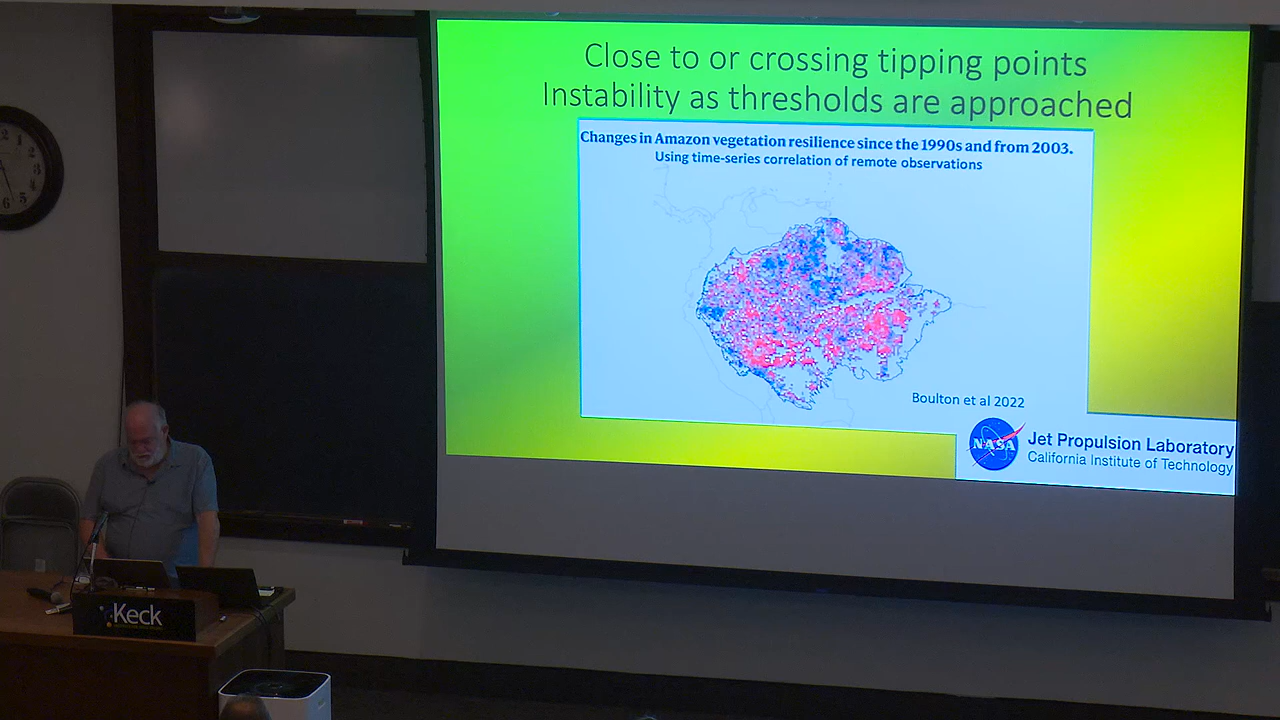 Close to or crossing tipping points
Instability as thresholds are approached
Changes in Amazon vegetation resilience since the 1990s and from 2003.
Using time-series correlation of remote observations
Boulton et al 2022
NASA
Jet Propulsion Laboratory
California Institute of Technology
Keck